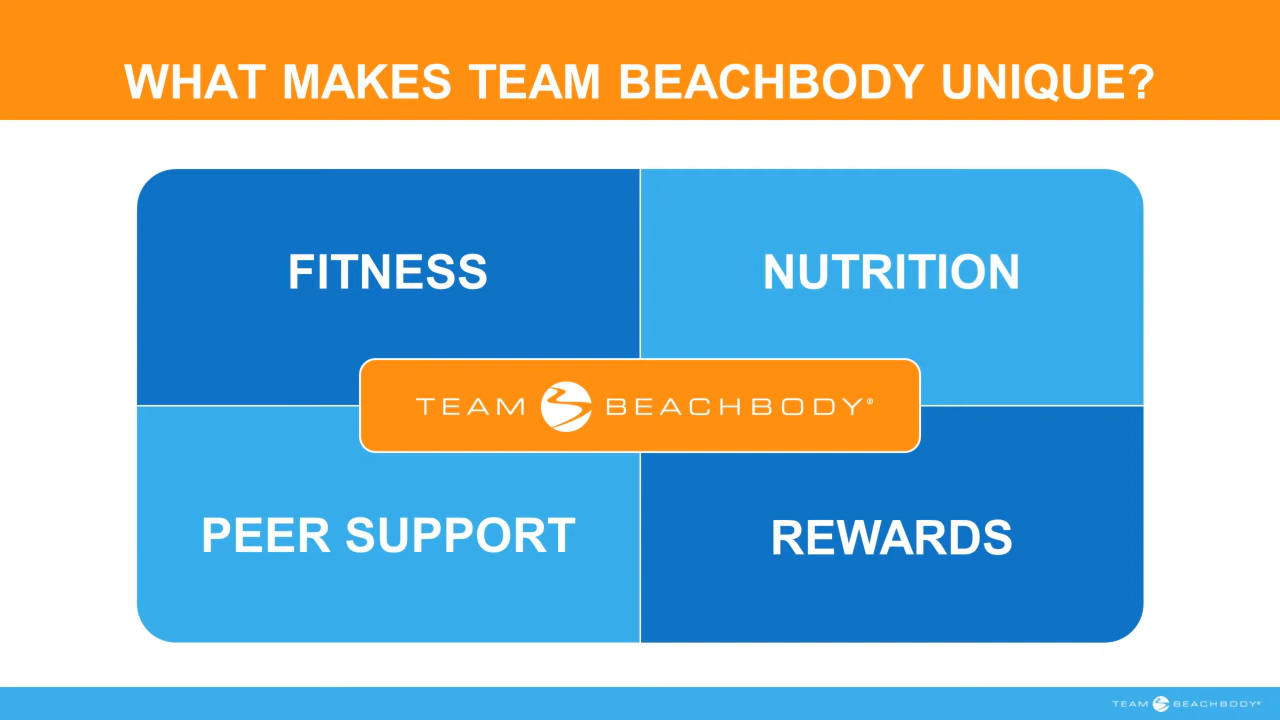 WHAT MAKES TEAM BEACHBODY UNIQUE?
FITNESS
NUTRITION
TEAM BEACHBODY®
PEER SUPPORT
REWARDS
TEAM BEACHBODY®